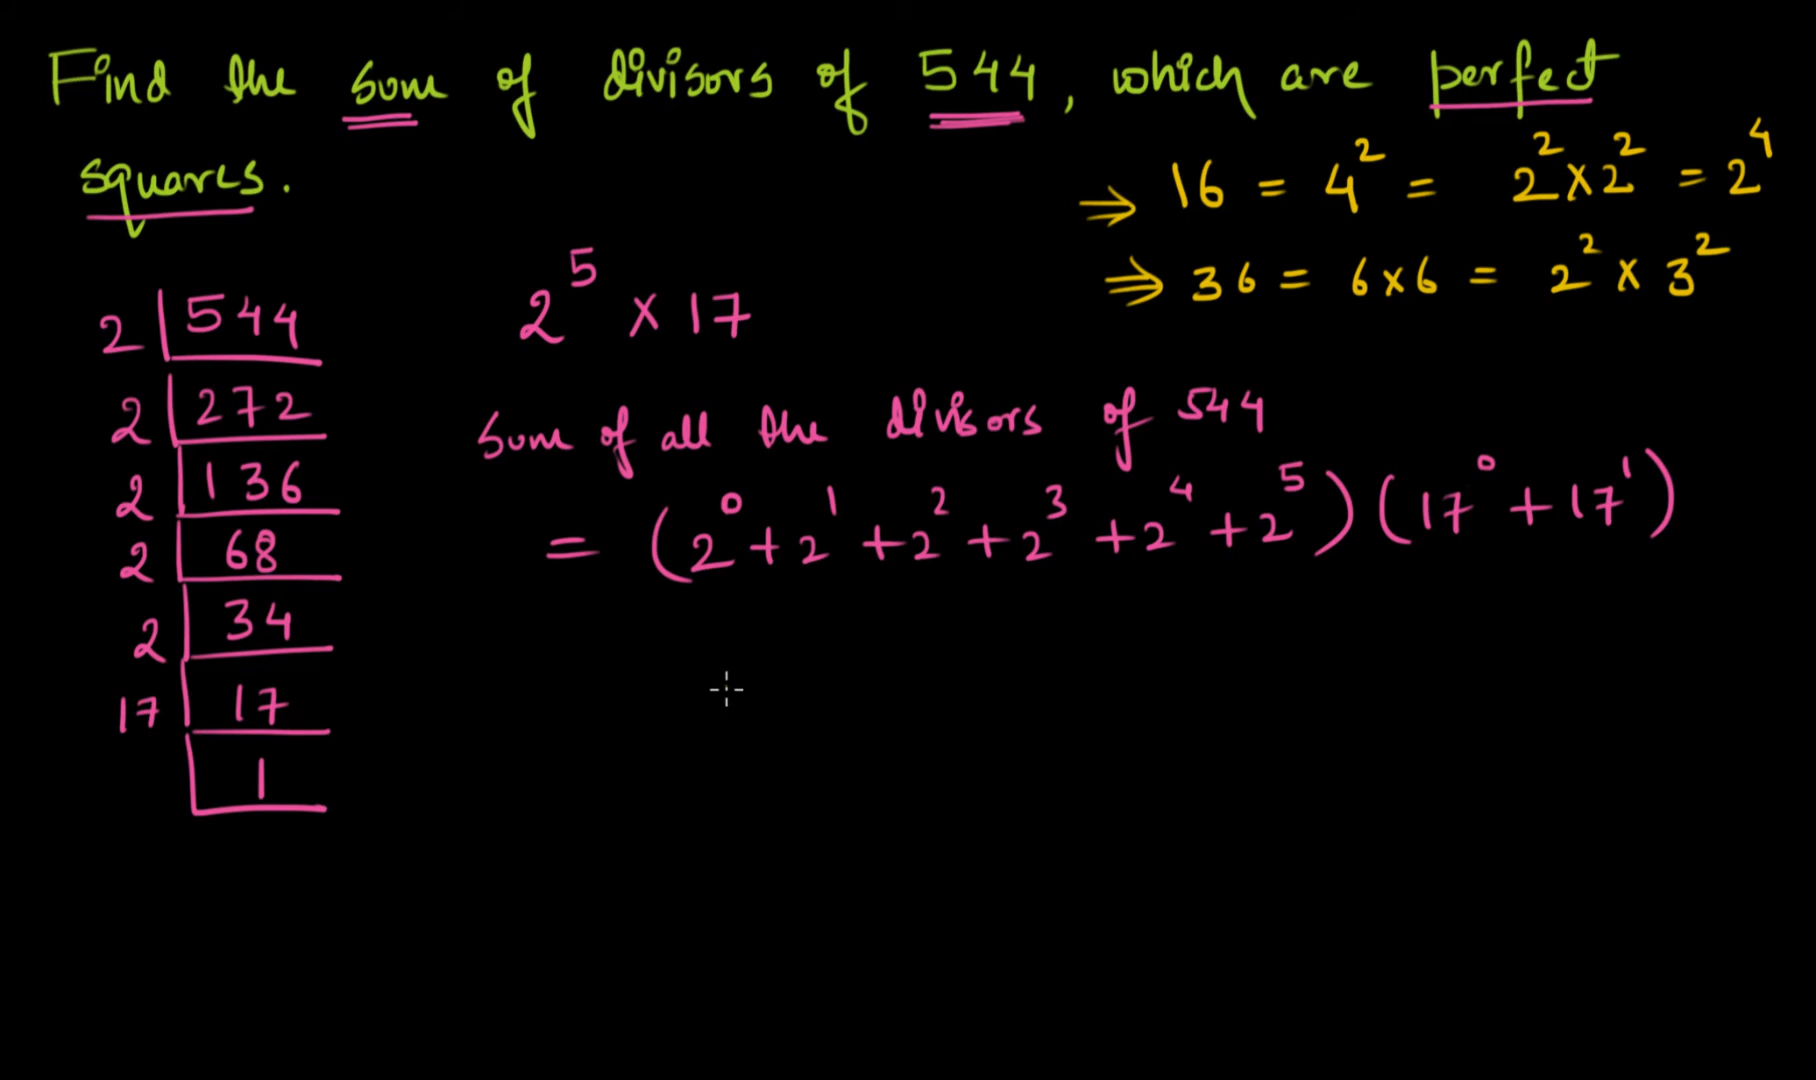 Find the sum of divisors of 544, which are perfect
squares.
⇒ 16 = 4² = 2² × 2² = 2⁴
⇒ 36 = 6 × 6 = 2² × 3²
2 | 544
2 | 272
2 | 136
2 | 68
2 | 34
17 | 17
1
2⁵ × 17
Sum of all the divisors of 544
= (2⁰ + 2¹ + 2² + 2³ + 2⁴ + 2⁵) (17⁰ + 17¹)